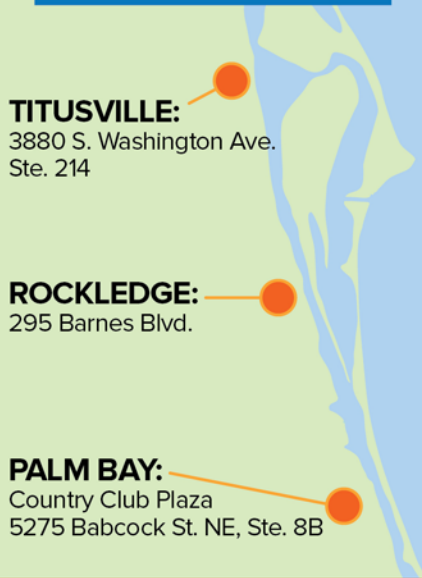 TITUSVILLE:
3880 S. Washington Ave.
Ste. 214
ROCKLEDGE:
295 Barnes Blvd.
PALM BAY:
Country Club Plaza
5275 Babcock St. NE, Ste. 8B